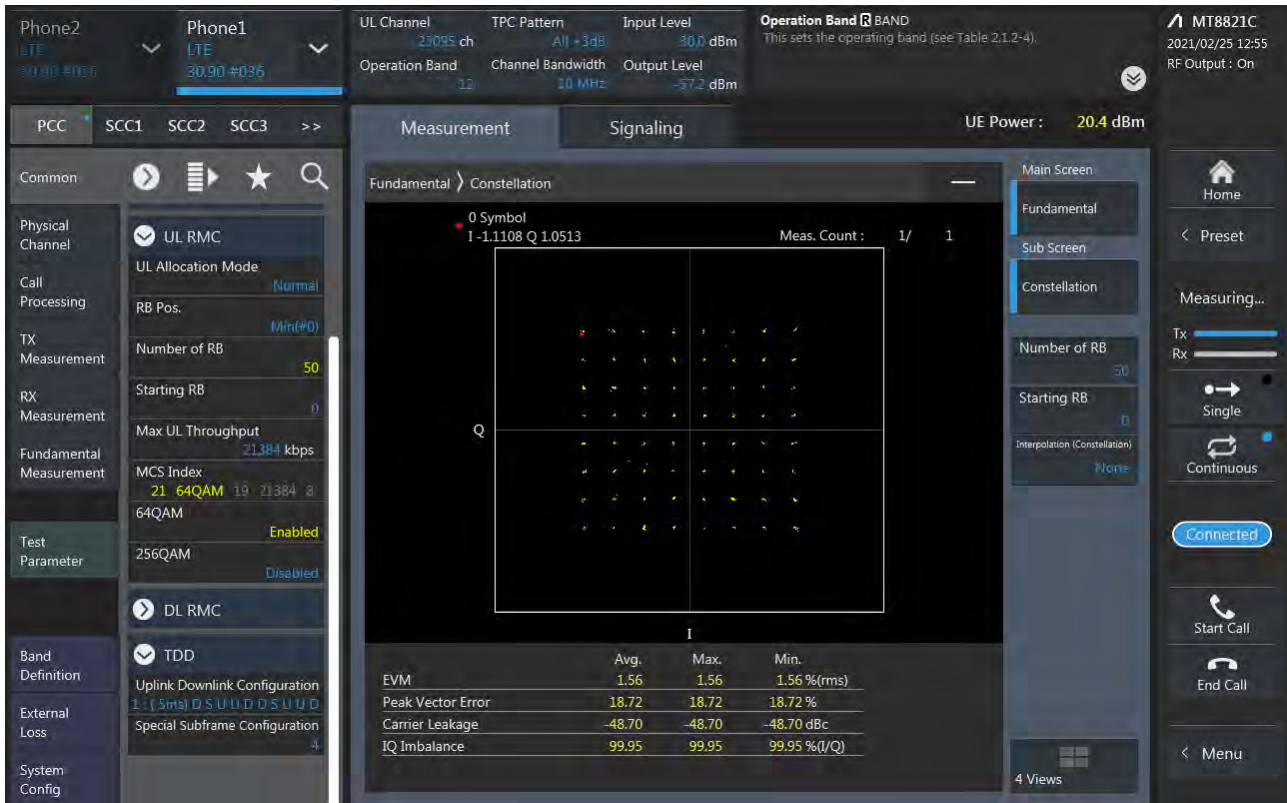 Phone2
LTE
30.90 #036
Phone1
LTE
30.90 #036
UL Channel
23095 ch
TPC Pattern
All +3dB
Input Level
30.0 dBm
Operation Band
12
Channel Bandwidth
10 MHz
Output Level
-57.2 dBm
Operation Band R BAND
This sets the operating band (see Table 2.1.2-4).
MT8821C
2021/02/25 12:55
RF Output : On
PCC
SCC1
SCC2
SCC3
>>
Measurement
Signaling
UE Power : 20.4 dBm
Common
Physical
Channel
Call
Processing
TX
Measurement
RX
Measurement
Fundamental
Measurement
Test
Parameter
Band
Definition
External
Loss
System
Config
UL RMC
UL Allocation Mode
Normal
RB Pos.
Min(#0)
Number of RB
50
Starting RB
0
Max UL Throughput
21384 kbps
MCS Index
21 64QAM 19 21384 8
64QAM
Enabled
256QAM
Disabled
DL RMC
TDD
Uplink Downlink Configuration
1 : ( 5ms) D S U U D D S U U D
Special Subframe Configuration
4
Fundamental 〉 Constellation
0 Symbol
I -1.1108 Q 1.0513
Meas. Count : 1/ 1
Q
I
Avg. Max. Min.
EVM 1.56 1.56 1.56 %(rms)
Peak Vector Error 18.72 18.72 18.72 %
Carrier Leakage -48.70 -48.70 -48.70 dBc
IQ Imbalance 99.95 99.95 99.95 %(I/Q)
Main Screen
Fundamental
Sub Screen
Constellation
Number of RB
50
Starting RB
0
Interpolation (Constellation)
None
4 Views
Home
< Preset
Measuring...
Tx
Rx
Single
Continuous
Connected
Start Call
End Call
< Menu